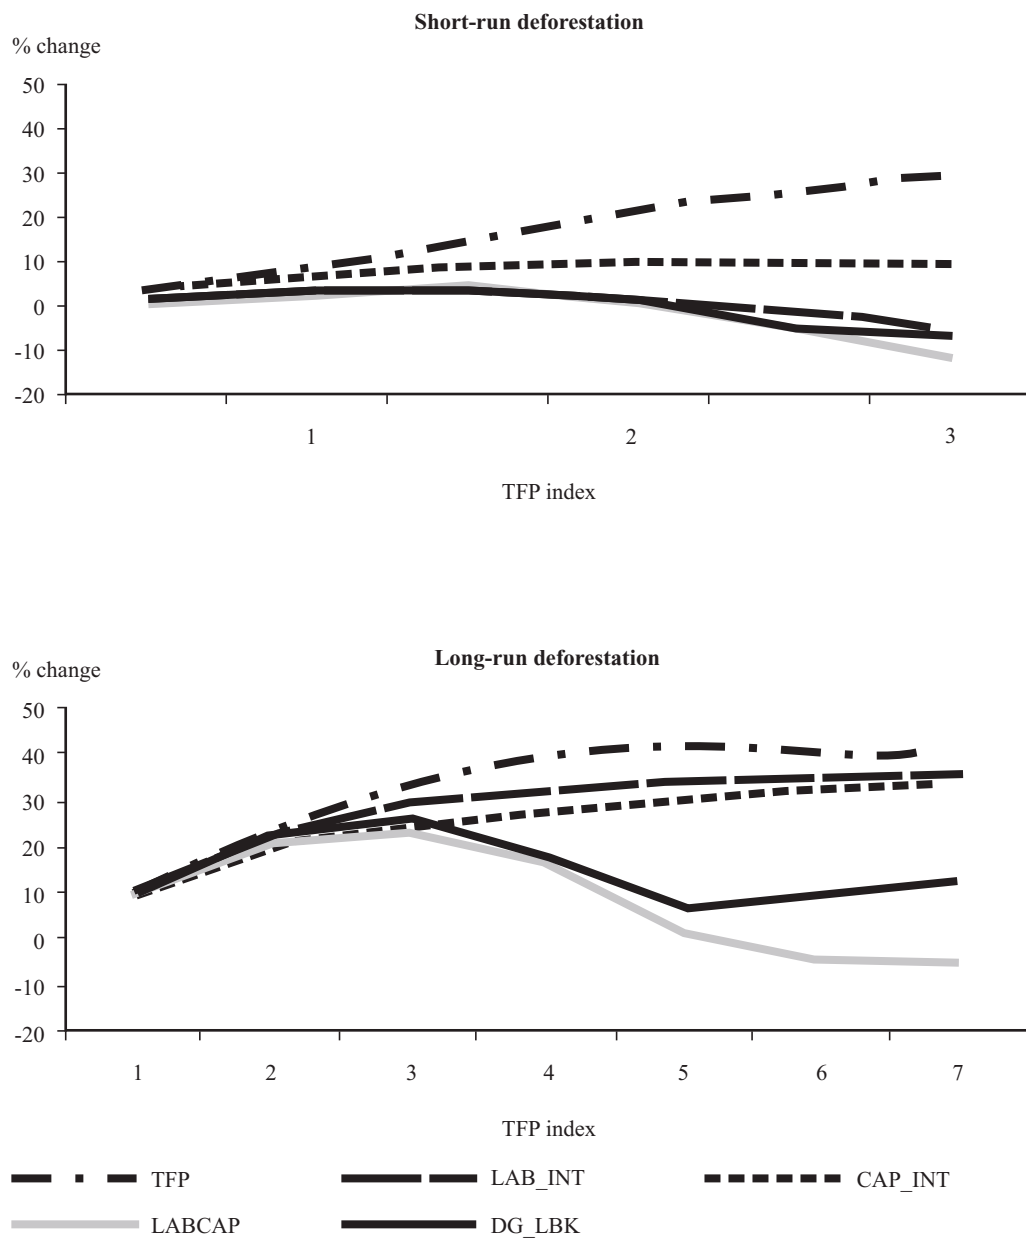 Short-run deforestation
% change
50
40
30
20
10
0
-10
-20
1 2 3
TFP index
Long-run deforestation
% change
50
40
30
20
10
0
-10
-20
1 2 3 4 5 6 7
TFP index
TFP LAB_INT CAP_INT
LABCAP DG_LBK